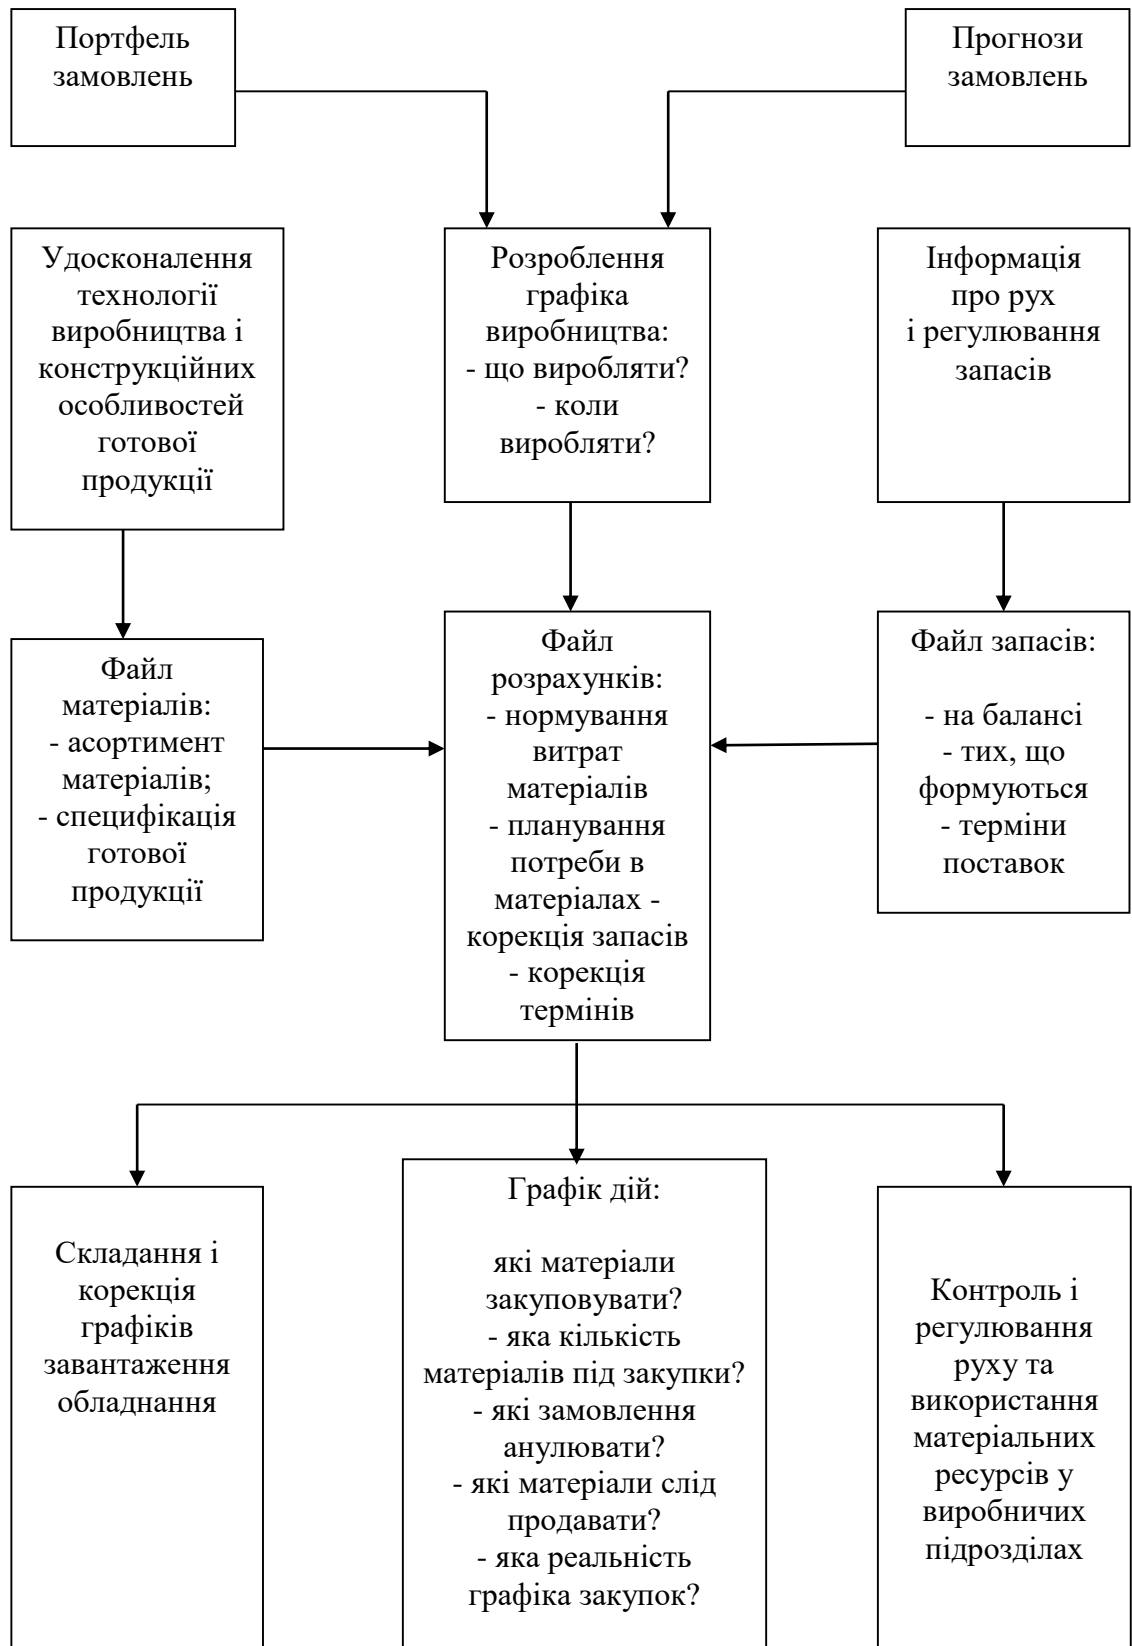 Портфель
замовлень
Прогнози
замовлень
Удосконалення
технології
виробництва і
конструкційних
особливостей
готової
продукції
Розроблення
графіка
виробництва:
- що виробляти?
- коли
виробляти?
Інформація
про рух
і регулювання
запасів
Файл
матеріалів:
- асортимент
матеріалів;
- специфікація
готової
продукції
Файл
розрахунків:
- нормування
витрат
матеріалів
- планування
потреби в
матеріалах -
корекція запасів
- корекція
термінів
Файл запасів:
- на балансі
- тих, що
формуються
- терміни
поставок
Складання і
корекція
графіків
завантаження
обладнання
Графік дій:
які матеріали
закуповувати?
- яка кількість
матеріалів під закупки?
- які замовлення
анулювати?
- які матеріали слід
продавати?
- яка реальність
графіка закупок?
Контроль і
регулювання
руху та
використання
матеріальних
ресурсів у
виробничих
підрозділах